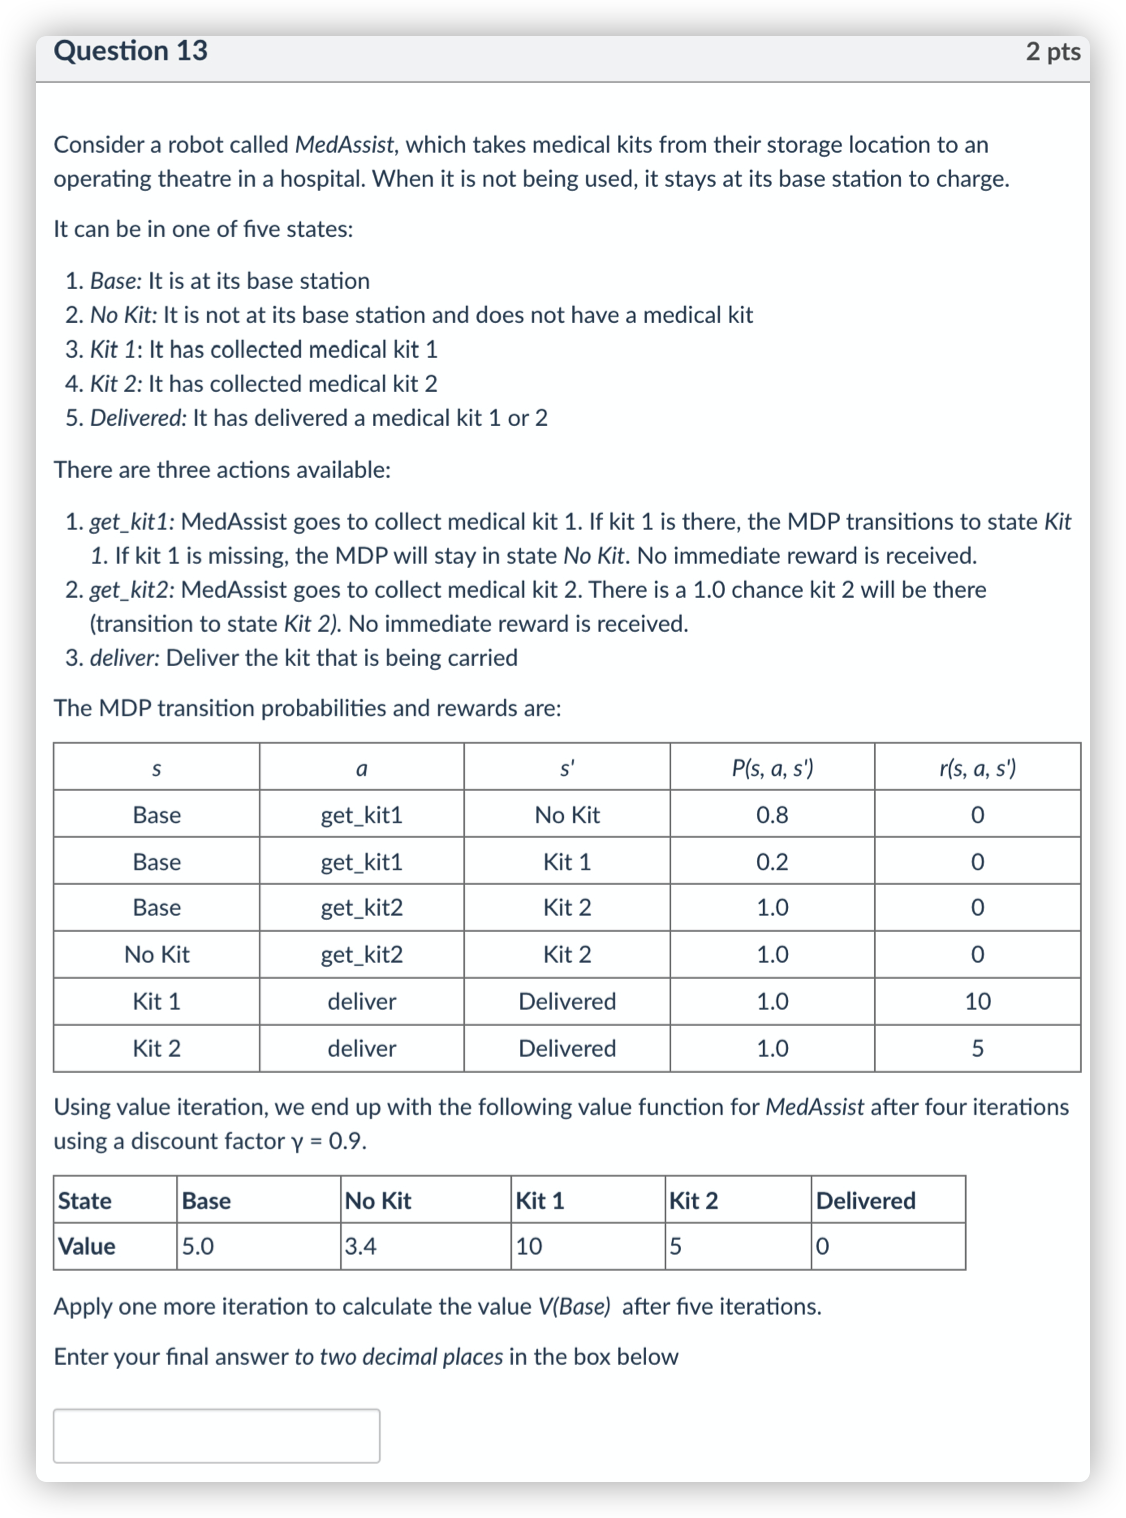 Question 13
2 pts
Consider a robot called MedAssist, which takes medical kits from their storage location to an
operating theatre in a hospital. When it is not being used, it stays at its base station to charge.
It can be in one of five states:
1. Base: It is at its base station
2. No Kit: It is not at its base station and does not have a medical kit
3. Kit 1: It has collected medical kit 1
4. Kit 2: It has collected medical kit 2
5. Delivered: It has delivered a medical kit 1 or 2
There are three actions available:
1. get_kit1: MedAssist goes to collect medical kit 1. If kit 1 is there, the MDP transitions to state Kit
1. If kit 1 is missing, the MDP will stay in state No Kit. No immediate reward is received.
2. get_kit2: MedAssist goes to collect medical kit 2. There is a 1.0 chance kit 2 will be there
(transition to state Kit 2). No immediate reward is received.
3. deliver: Deliver the kit that is being carried
The MDP transition probabilities and rewards are:
s a s' P(s, a, s') r(s, a, s')
Base get_kit1 No Kit 0.8 0
Base get_kit1 Kit 1 0.2 0
Base get_kit2 Kit 2 1.0 0
No Kit get_kit2 Kit 2 1.0 0
Kit 1 deliver Delivered 1.0 10
Kit 2 deliver Delivered 1.0 5
Using value iteration, we end up with the following value function for MedAssist after four iterations
using a discount factor γ = 0.9.
State Base No Kit Kit 1 Kit 2 Delivered
Value 5.0 3.4 10 5 0
Apply one more iteration to calculate the value V(Base) after five iterations.
Enter your final answer to two decimal places in the box below